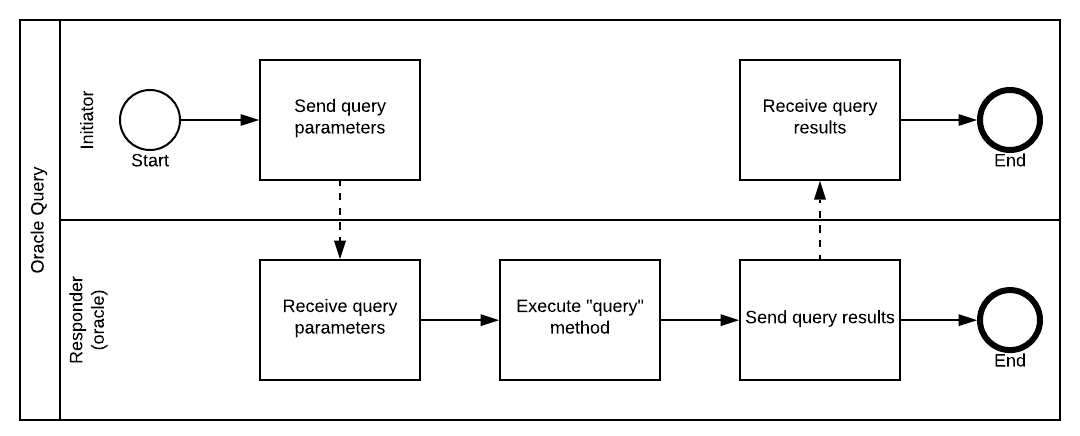 Oracle Query
Initiator
Start
Send query
parameters
Receive query
results
End
Responder
(oracle)
Receive query
parameters
Execute "query"
method
Send query results
End